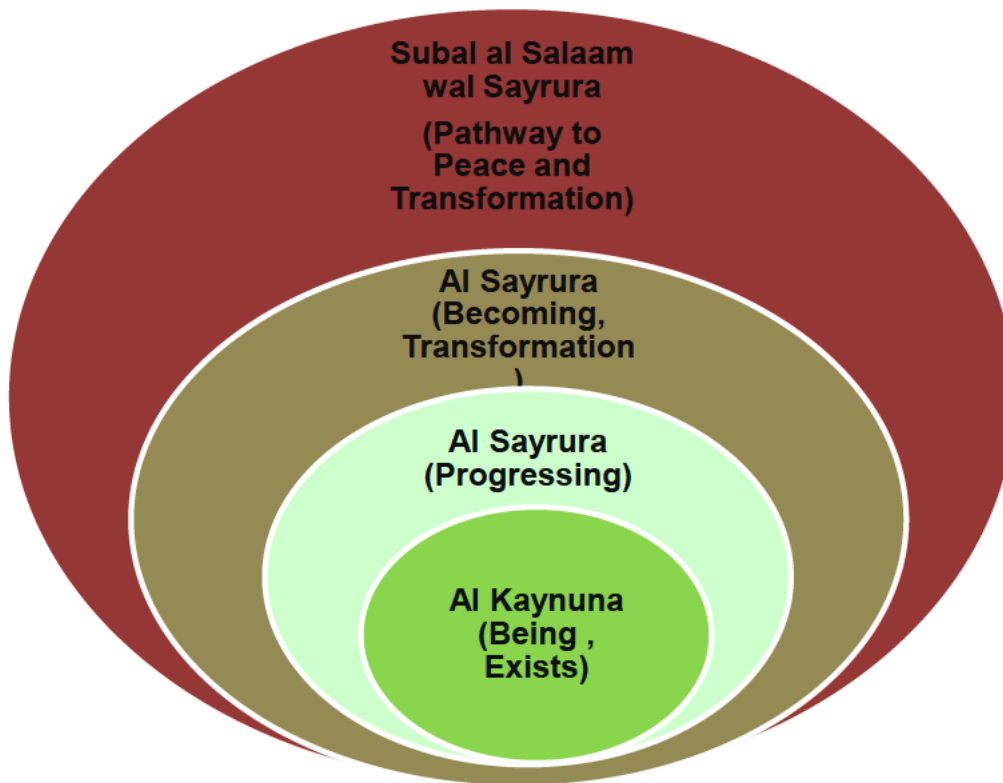 Subal al Salaam
wal Sayrura
(Pathway to
Peace and
Transformation)
Al Sayrura
(Becoming,
Transformation
)
Al Sayrura
(Progressing)
Al Kaynuna
(Being ,
Exists)